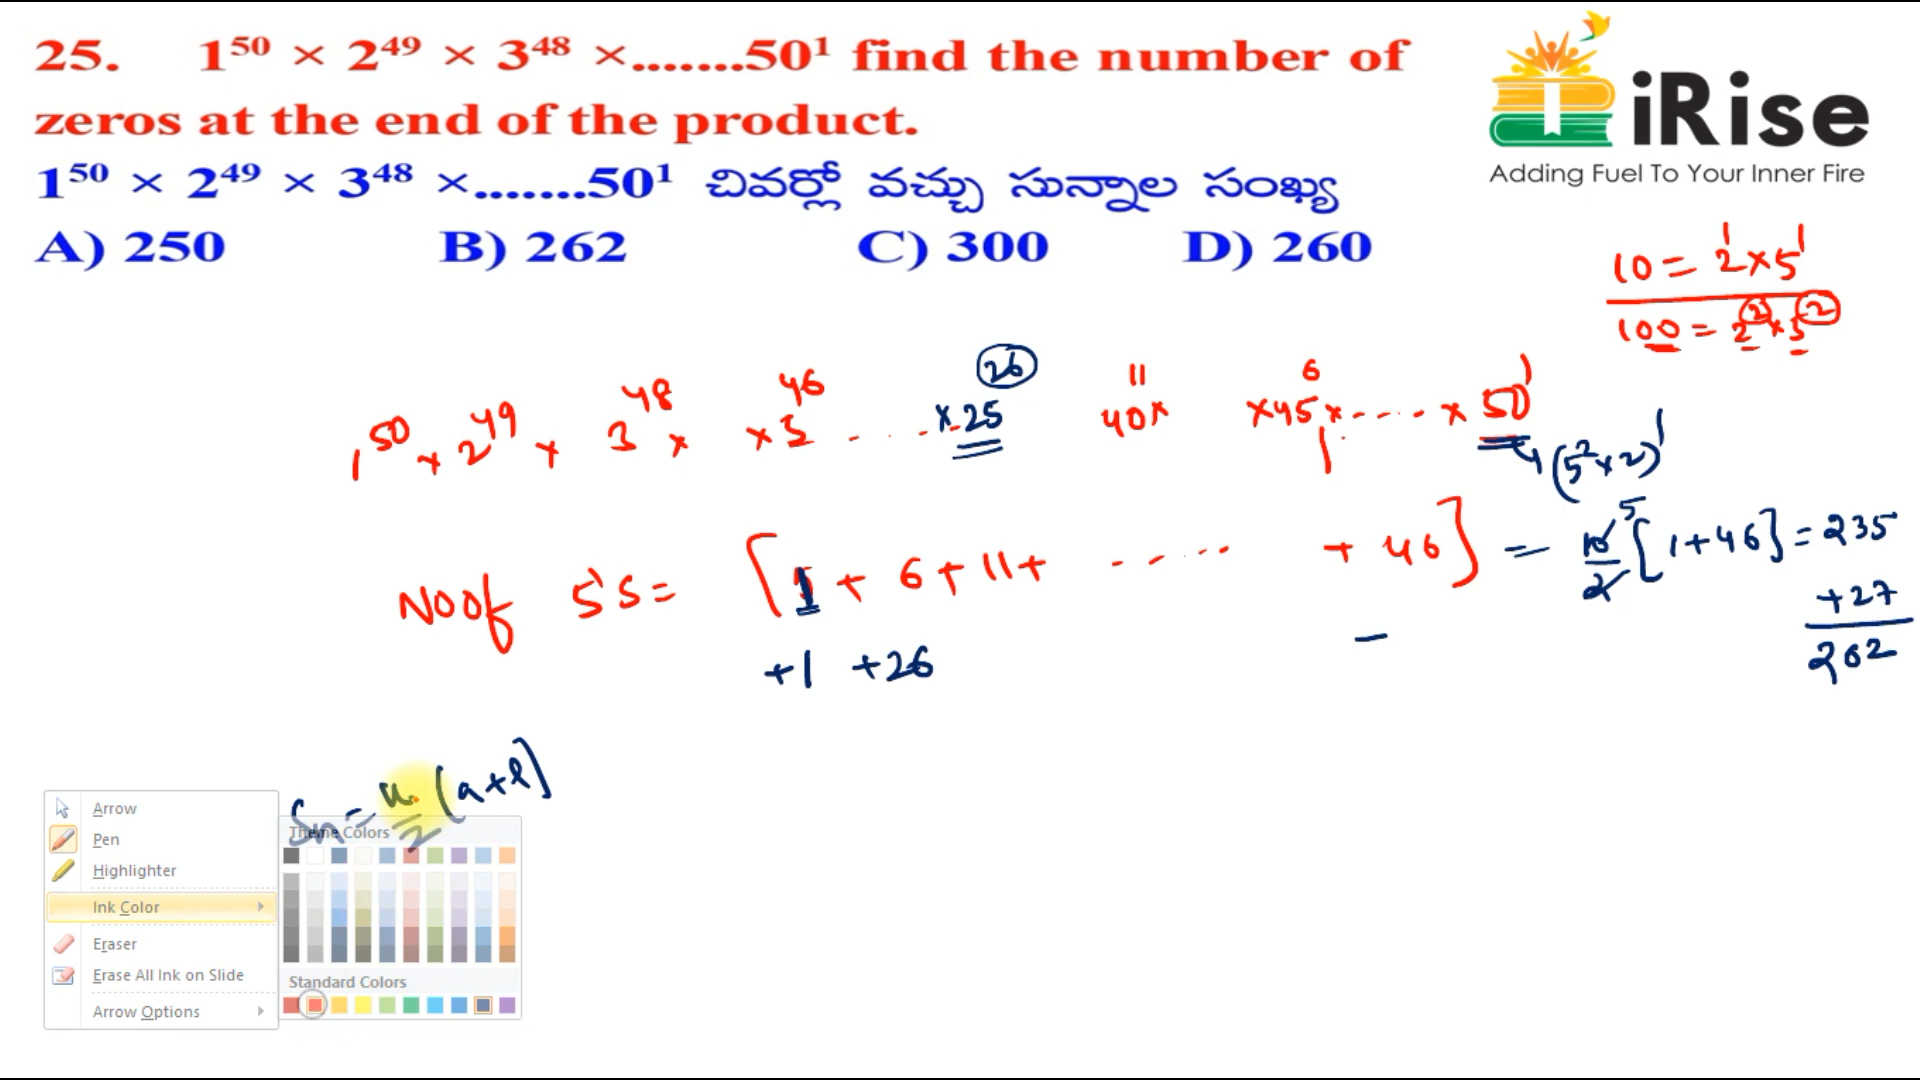 25. 1⁵⁰ × 2⁴⁹ × 3⁴⁸ ×.......50¹ find the number of
zeros at the end of the product.
1⁵⁰ × 2⁴⁹ × 3⁴⁸ ×.......50¹ చివర్లో వచ్చు సున్నాల సంఖ్య
A) 250 B) 262 C) 300 D) 260
iRise
Adding Fuel To Your Inner Fire
10 = 2¹×5¹
100 = 2²×5²
1⁵⁰ × 2⁴⁹ × 3⁴⁸ × ×5⁴⁶ ..... ×25²⁶ 40¹¹× ×45⁶×.... × 50¹
(5²×2)¹
No of 5's = [1 + 6 + 11 + ..... + 46] = 10/2 5 [1+46] = 235
+1 +26
+27
262
Sn = n/2 (a+l]
Arrow
Pen
Highlighter
Ink Color
Eraser
Erase All Ink on Slide
Arrow Options
Theme Colors
Standard Colors